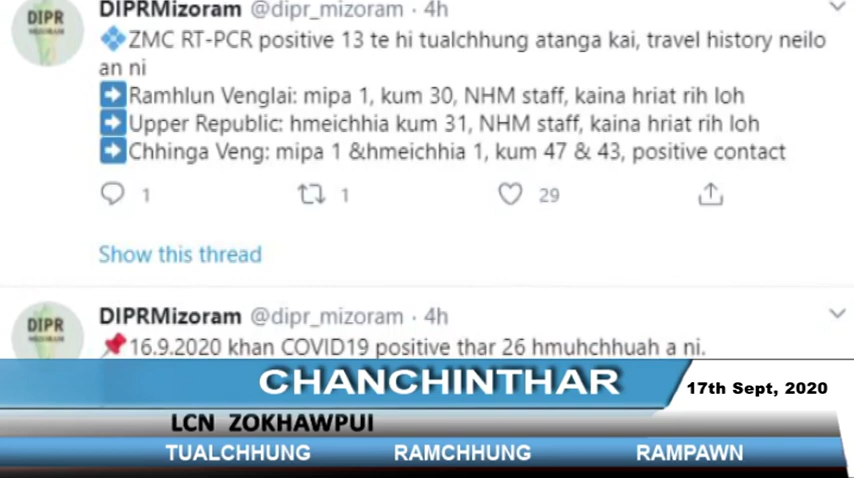 DIPR
MIZORAM
DIPRMizoram @dipr_mizoram · 4h
ZMC RT-PCR positive 13 te hi tualchhung atanga kai, travel history neilo
an ni
Ramhlun Venglai: mipa 1, kum 30, NHM staff, kaina hriat rih loh
Upper Republic: hmeichhia kum 31, NHM staff, kaina hriat rih loh
Chhinga Veng: mipa 1 &hmeichhia 1, kum 47 & 43, positive contact
1 1 29
Show this thread
DIPR
MIZORAM
DIPRMizoram @dipr_mizoram · 4h
16.9.2020 khan COVID19 positive thar 26 hmuhchhuah a ni.
CHANCHINTHAR
17th Sept, 2020
LCN ZOKHAWPUI
TUALCHHUNG RAMCHHUNG RAMPAWN